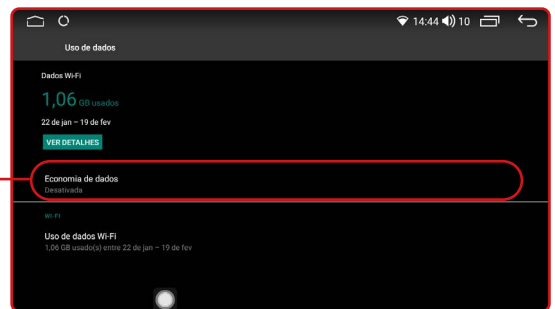 14:44 10
Uso de dados
Dados Wi-Fi
1,06 GB usados
22 de jan – 19 de fev
VER DETALHES
Economia de dados
Desativada
WI-FI
Uso de dados Wi-Fi
1,06 GB usado(s) entre 22 de jan – 19 de fev